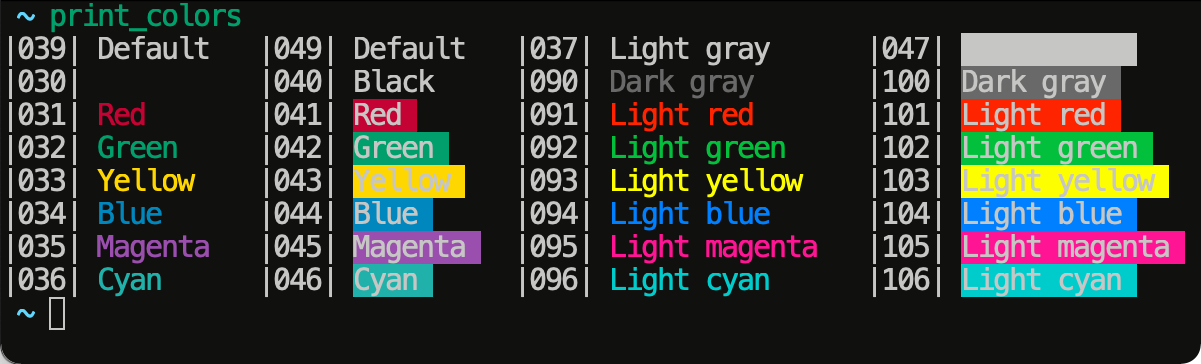 ~ print_colors
|039| Default |049| Default |037| Light gray |047|
|030| |040| Black |090| Dark gray |100| Dark gray
|031| Red |041| Red |091| Light red |101| Light red
|032| Green |042| Green |092| Light green |102| Light green
|033| Yellow |043| Yellow |093| Light yellow |103| Light yellow
|034| Blue |044| Blue |094| Light blue |104| Light blue
|035| Magenta |045| Magenta |095| Light magenta |105| Light magenta
|036| Cyan |046| Cyan |096| Light cyan |106| Light cyan
~